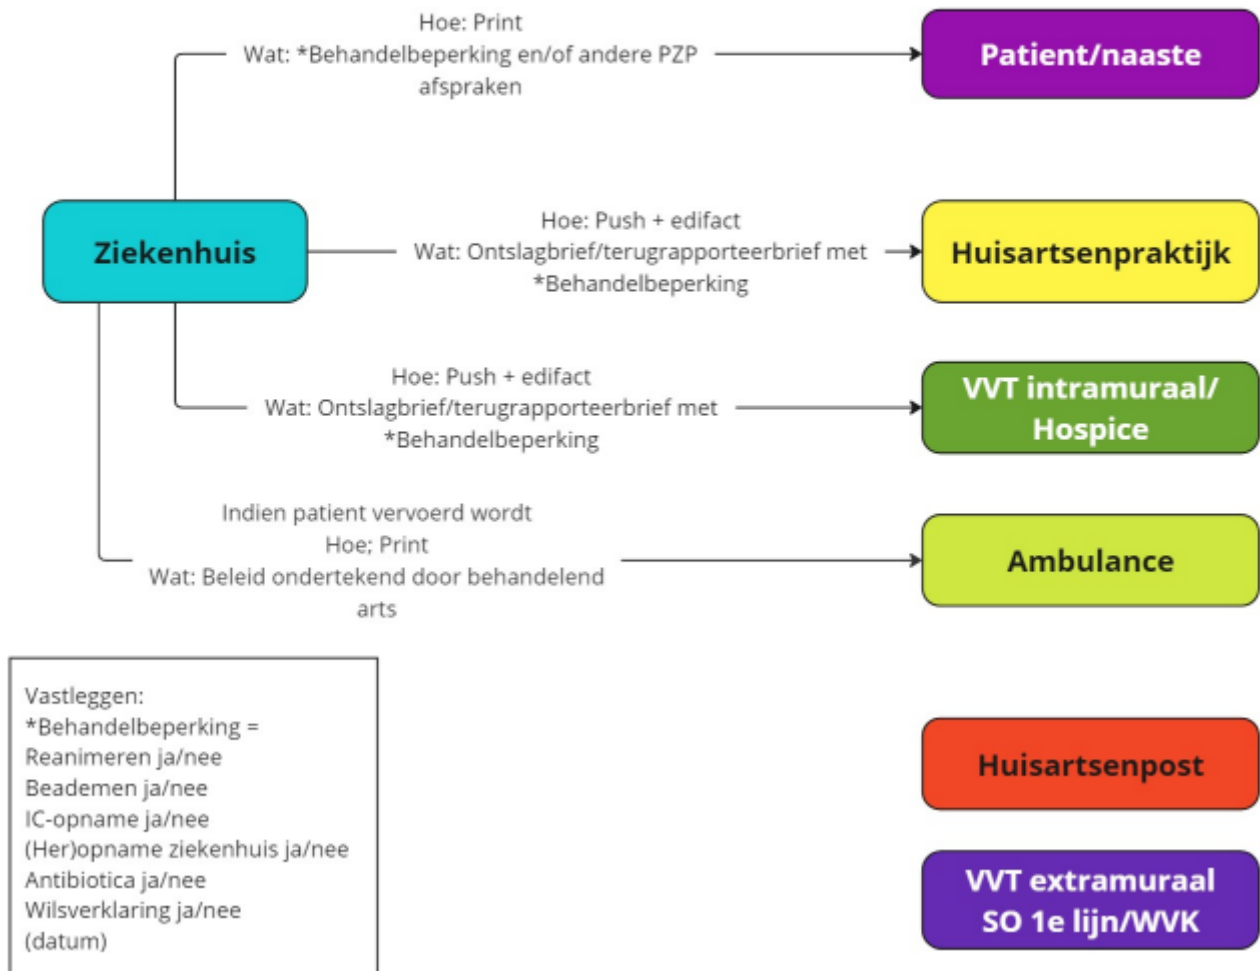 Hoe: Print
Wat: *Behandelbeperking en/of andere PZP
afspraken
Patient/naaste
Ziekenhuis
Hoe: Push + edifact
Wat: Ontslagbrief/terugrapporteerbrief met
*Behandelbeperking
Huisartsenpraktijk
Hoe: Push + edifact
Wat: Ontslagbrief/terugrapporteerbrief met
*Behandelbeperking
VVT intramuraal/
Hospice
Indien patient vervoerd wordt
Hoe; Print
Wat: Beleid ondertekend door behandelend
arts
Ambulance
Vastleggen:
*Behandelbeperking =
Reanimeren ja/nee
Beademen ja/nee
IC-opname ja/nee
(Her)opname ziekenhuis ja/nee
Antibiotica ja/nee
Wilsverklaring ja/nee
(datum)
Huisartsenpost
VVT extramuraal
SO 1e lijn/WVK